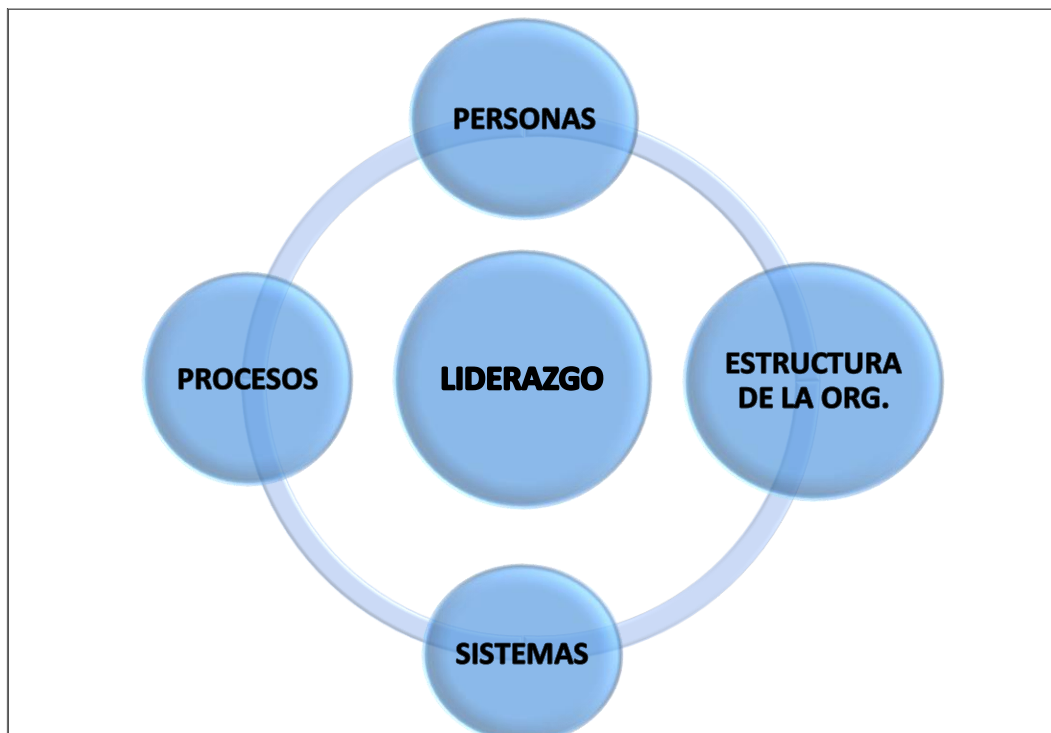 PERSONAS
PROCESOS
LIDERAZGO
ESTRUCTURA
DE LA ORG.
SISTEMAS